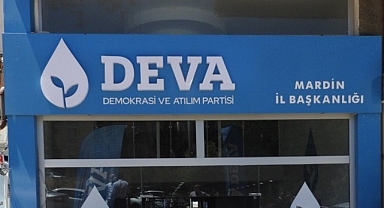 DEVA
DEMOKRASİ VE ATILIM PARTİSİ
MARDİN
İL BAŞKANLIĞI